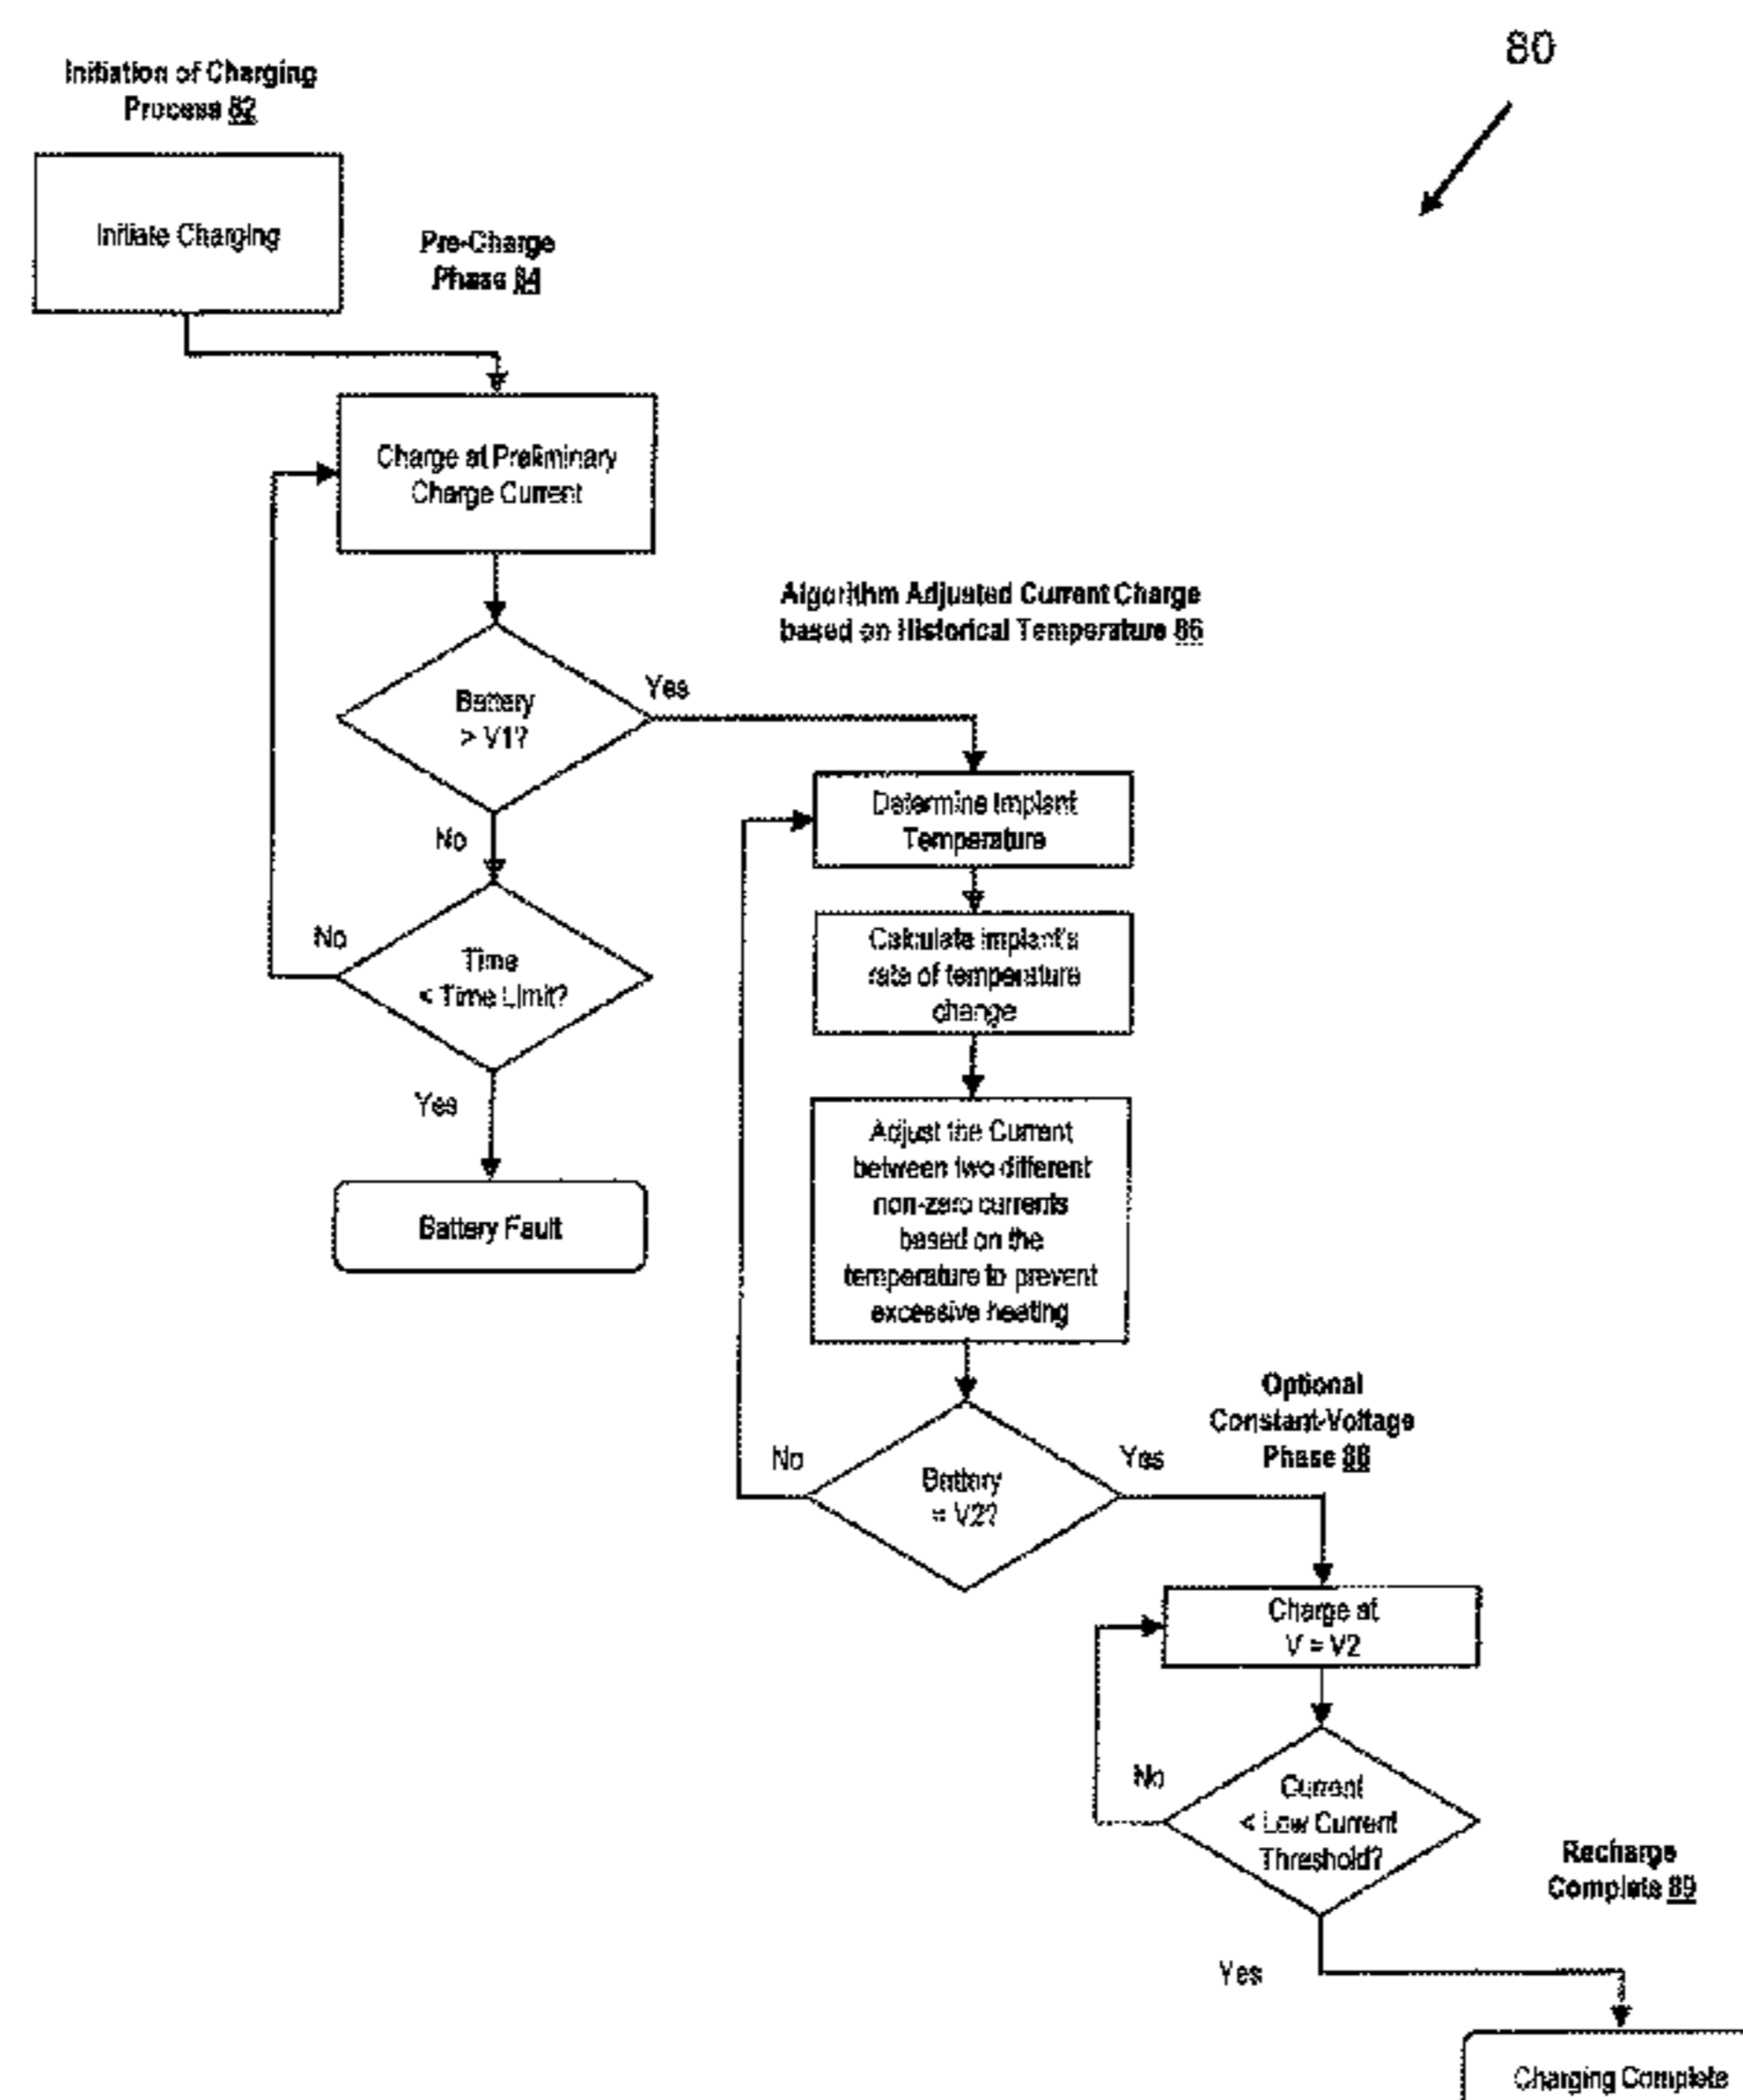 80
Initiation of Charging
Process 82
Initiate Charging
Pre-Charge
Phase 84
Charge at Preliminary
Charge Current
Battery
> V1?
Yes
No
Time
< Time Limit?
No
Yes
Battery Fault
Algorithm Adjusted Current Charge
based on Historical Temperature 86
Determine Implant
Temperature
Calculate implant's
rate of temperature
change
Adjust the Current
between two different
non-zero currents
based on the
temperature to prevent
excessive heating
Battery
= V2?
No
Yes
Optional
Constant-Voltage
Phase 88
Charge at
V = V2
Current
< Low Current
Threshold?
No
Yes
Recharge
Complete 89
Charging Complete